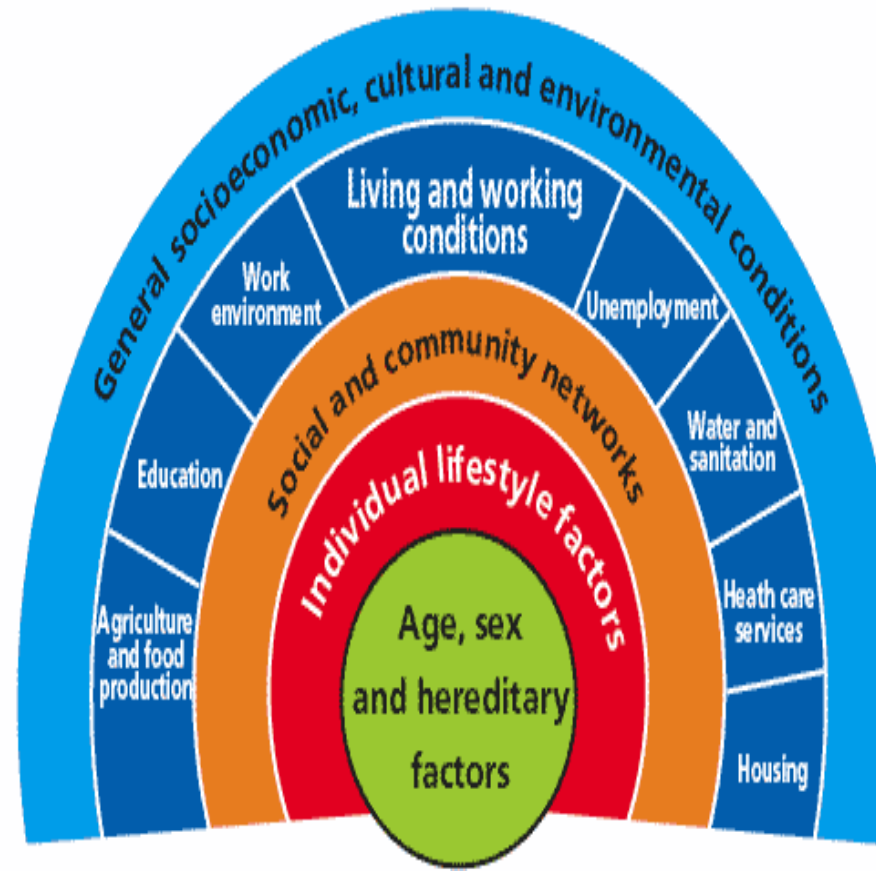 General socioeconomic, cultural and environmental conditions
Living and working
conditions
Work
environment
Unemployment
Education
Water and
sanitation
Agriculture
and food
production
Heath care
services
Housing
Social and community networks
Individual lifestyle factors
Age, sex
and hereditary
factors